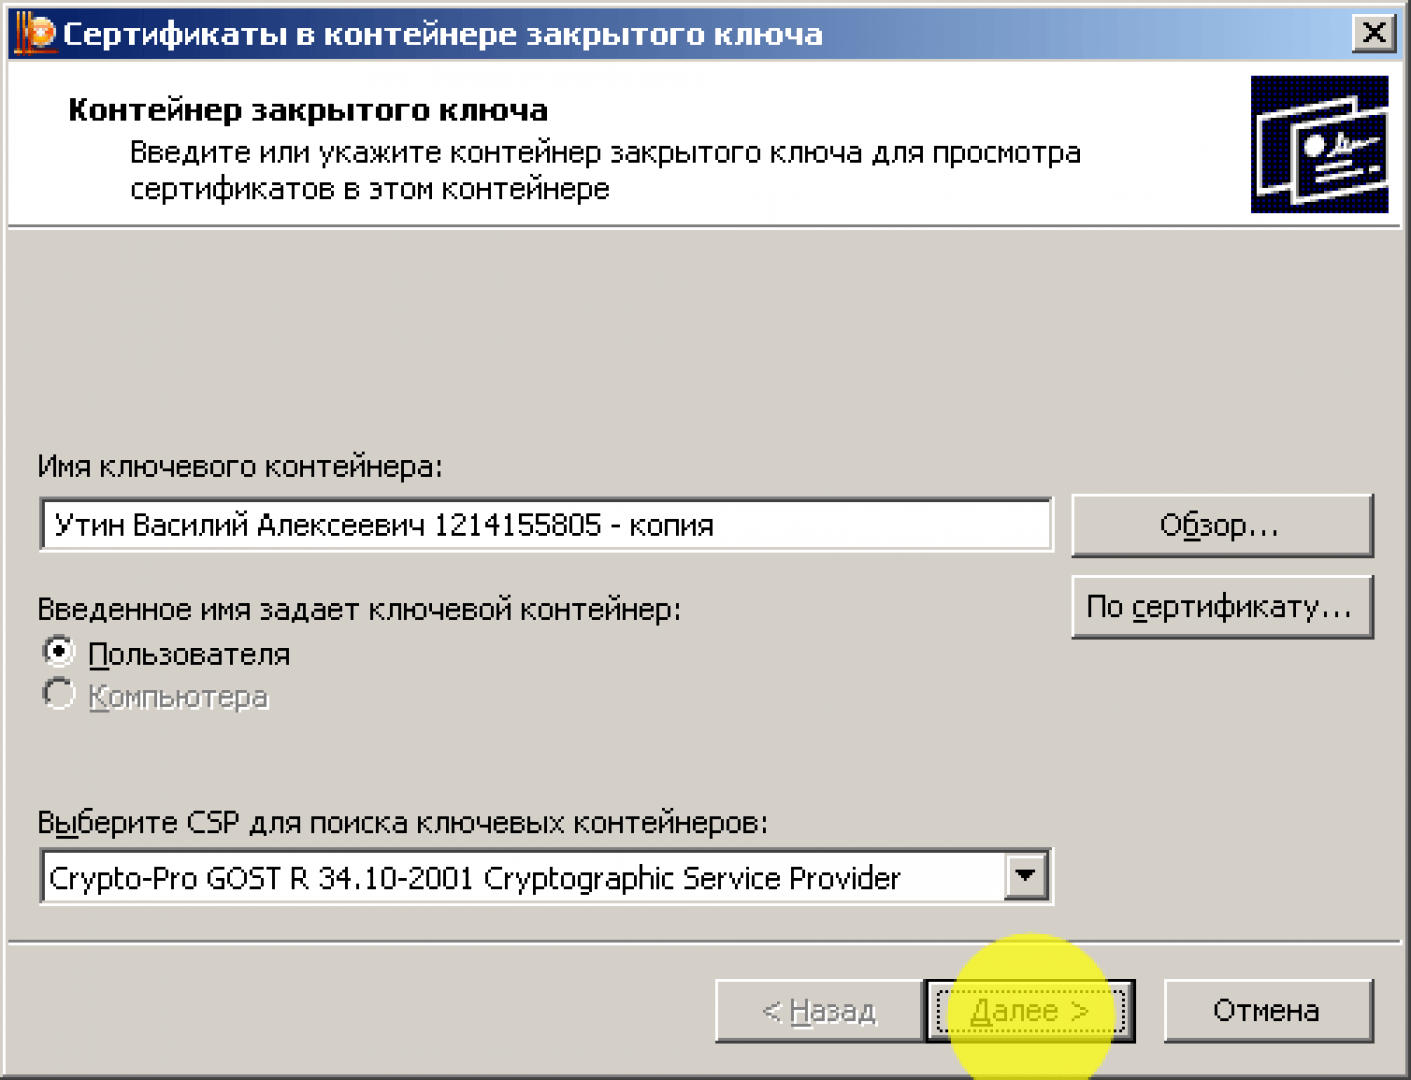 Сертификаты в контейнере закрытого ключа
Контейнер закрытого ключа
Введите или укажите контейнер закрытого ключа для просмотра
сертификатов в этом контейнере
Имя ключевого контейнера:
Утин Василий Алексеевич 1214155805 - копия
Обзор...
Введенное имя задает ключевой контейнер:
По сертификату...
Пользователя
Компьютера
Выберите CSP для поиска ключевых контейнеров:
Crypto-Pro GOST R 34.10-2001 Cryptographic Service Provider
< Назад
Далее >
Отмена